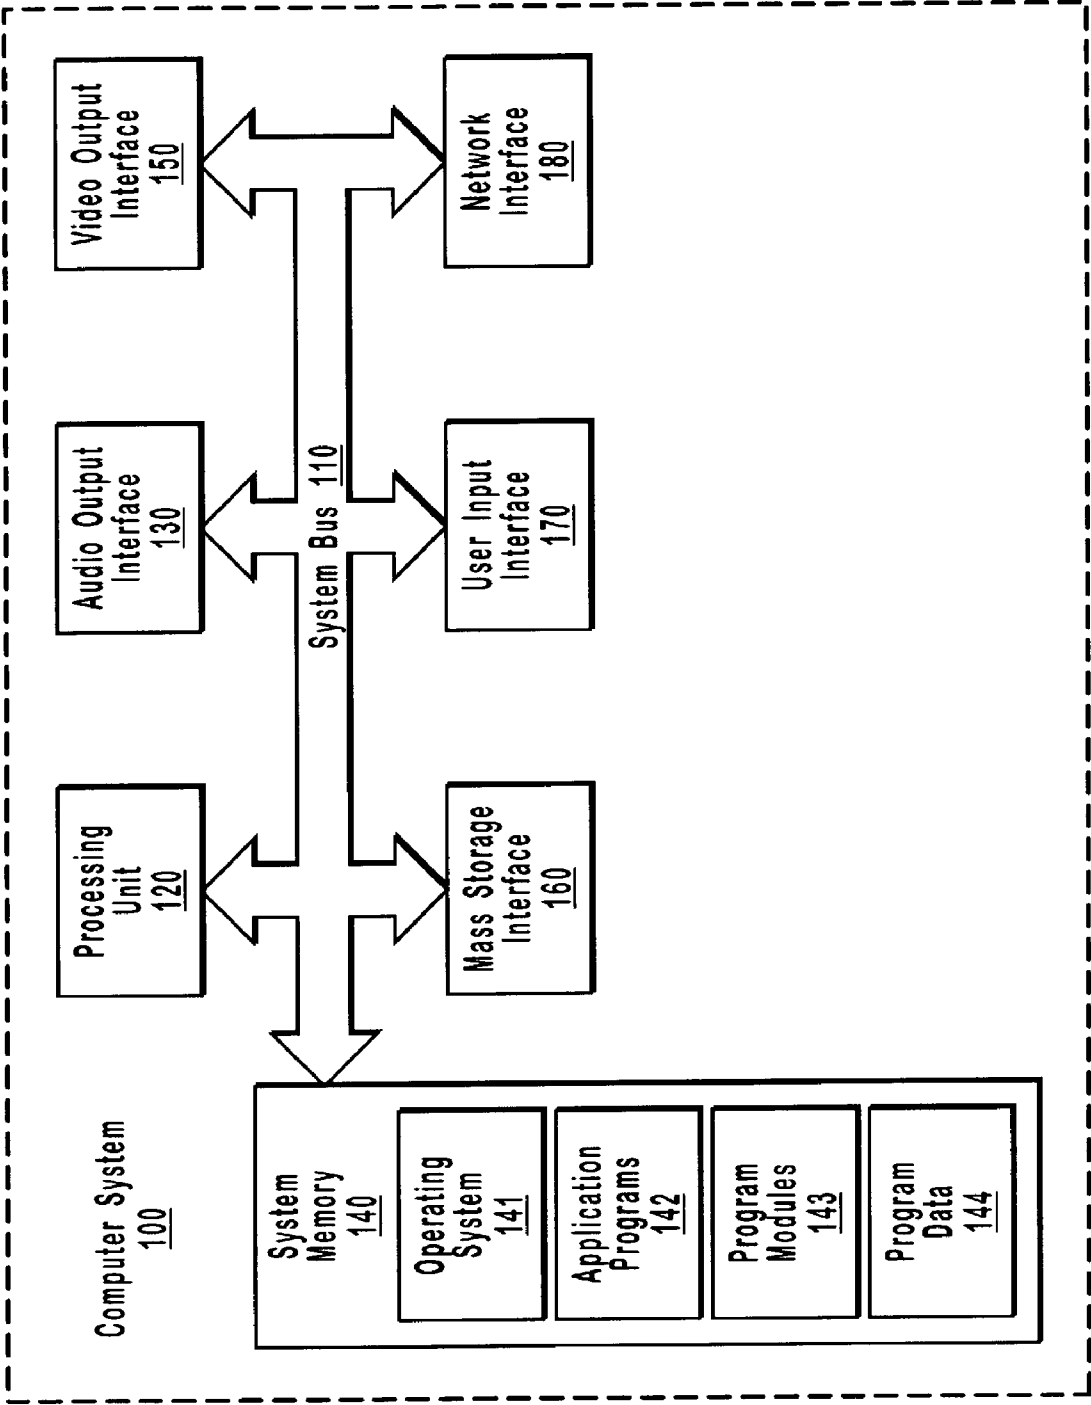 Computer System
100
Processing
Unit
120
Audio Output
Interface
130
Video Output
Interface
150
System Bus 110
System
Memory
140
Operating
System
141
Application
Programs
142
Program
Modules
143
Program
Data
144
Mass Storage
Interface
160
User Input
Interface
170
Network
Interface
180